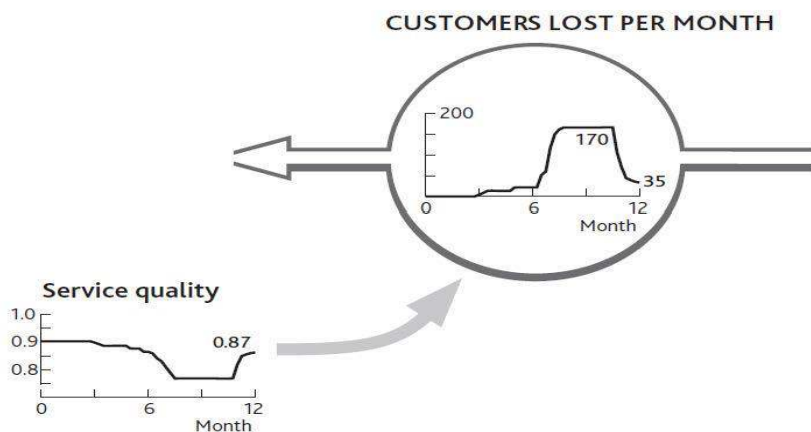 CUSTOMERS LOST PER MONTH
200
170
35
0 6 12
Month
Service quality
1.0
0.9
0.87
0.8
0 6 12
Month